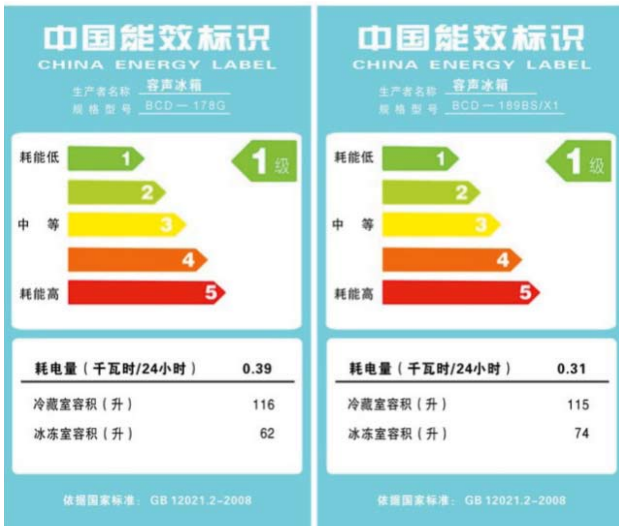 中国能效标识
CHINA ENERGY LABEL
生产者名称 容声冰箱
规格型号 BCD—178G
耗能低 1 1级
2
中 等 3
4
耗能高 5
耗电量（千瓦时/24小时） 0.39
冷藏室容积（升） 116
冰冻室容积（升） 62
依据国家标准： GB 12021.2-2008
中国能效标识
CHINA ENERGY LABEL
生产者名称 容声冰箱
规格型号 BCD—189BS/X1
耗能低 1 1级
2
中 等 3
4
耗能高 5
耗电量（千瓦时/24小时） 0.31
冷藏室容积（升） 115
冰冻室容积（升） 74
依据国家标准： GB 12021.2-2008